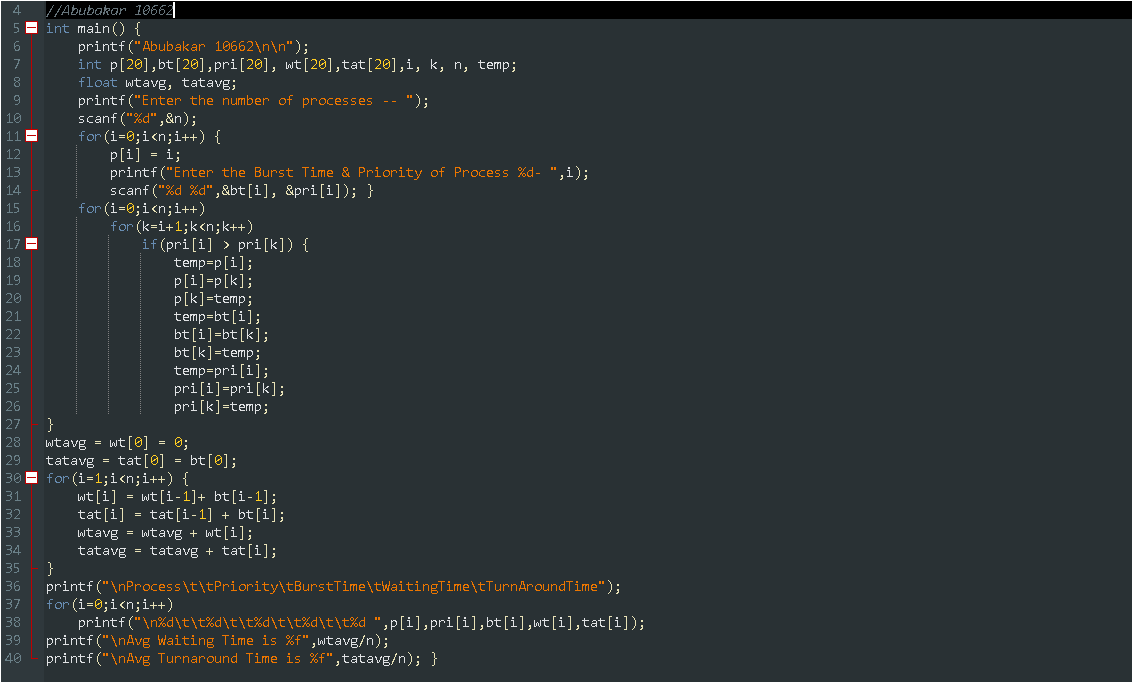 4 //Abubakar 10662
5 int main() {
6 printf("Abubakar 10662\n\n");
7 int p[20],bt[20],pri[20], wt[20],tat[20],i, k, n, temp;
8 float wtavg, tatavg;
9 printf("Enter the number of processes -- ");
10 scanf("%d",&n);
11 for(i=0;i<n;i++) {
12 p[i] = i;
13 printf("Enter the Burst Time & Priority of Process %d- ",i);
14 scanf("%d %d",&bt[i], &pri[i]); }
15 for(i=0;i<n;i++)
16 for(k=i+1;k<n;k++)
17 if(pri[i] > pri[k]) {
18 temp=p[i];
19 p[i]=p[k];
20 p[k]=temp;
21 temp=bt[i];
22 bt[i]=bt[k];
23 bt[k]=temp;
24 temp=pri[i];
25 pri[i]=pri[k];
26 pri[k]=temp;
27 }
28 wtavg = wt[0] = 0;
29 tatavg = tat[0] = bt[0];
30 for(i=1;i<n;i++) {
31 wt[i] = wt[i-1]+ bt[i-1];
32 tat[i] = tat[i-1] + bt[i];
33 wtavg = wtavg + wt[i];
34 tatavg = tatavg + tat[i];
35 }
36 printf("\nProcess\t\tPriority\tBurstTime\tWaitingTime\tTurnAroundTime");
37 for(i=0;i<n;i++)
38 printf("\n%d\t\t%d\t\t%d\t\t%d\t\t%d ",p[i],pri[i],bt[i],wt[i],tat[i]);
39 printf("\nAvg Waiting Time is %f",wtavg/n);
40 printf("\nAvg Turnaround Time is %f",tatavg/n); }